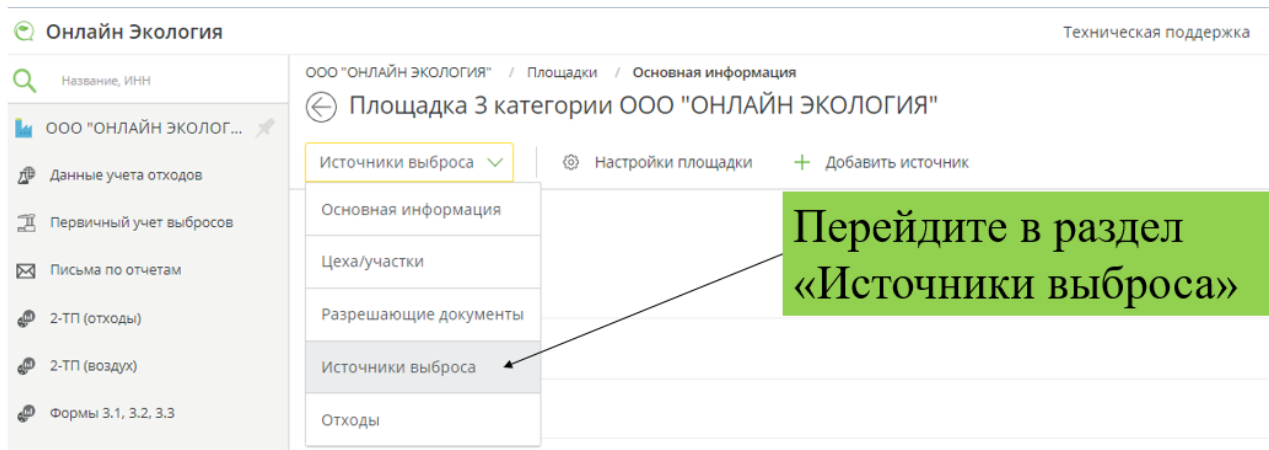 Онлайн Экология
Техническая поддержка
Название, ИНН
ООО "ОНЛАЙН ЭКОЛОГ...
Данные учета отходов
Первичный учет выбросов
Письма по отчетам
2-ТП (отходы)
2-ТП (воздух)
Формы 3.1, 3.2, 3.3
ООО "ОНЛАЙН ЭКОЛОГИЯ" / Площадки / Основная информация
Площадка 3 категории ООО "ОНЛАЙН ЭКОЛОГИЯ"
Источники выброса
Настройки площадки
+ Добавить источник
Основная информация
Цеха/участки
Разрешающие документы
Источники выброса
Отходы
Перейдите в раздел
«Источники выброса»